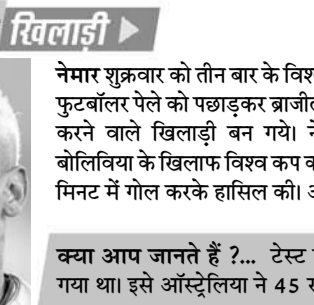 खिलाड़ी
नेमार शुक्रवार को तीन बार के विश्व
फुटबॉलर पेले को पछाड़कर ब्राजील
करने वाले खिलाड़ी बन गये।
बोलिविया के खिलाफ विश्व कप
मिनट में गोल करके हासिल की।
क्या आप जानते हैं ?... टेस्ट
गया था। इसे ऑस्ट्रेलिया ने 45